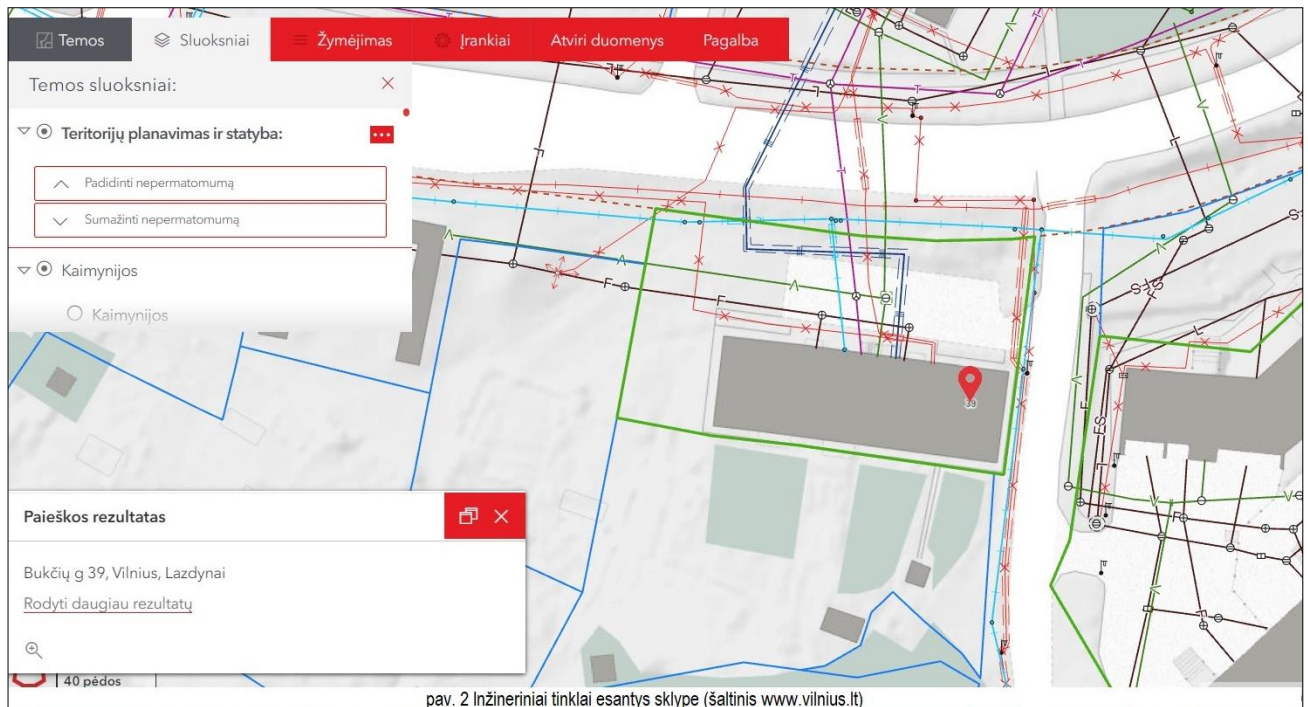 Temos Sluoksniai Žymėjimas Įrankiai Atviri duomenys Pagalba
Temos sluoksniai:
Teritorijų planavimas ir statyba:
Padidinti nepermatomumą
Sumažinti nepermatomumą
Kaimynijos
Kaimynijos
39
Paieškos rezultatas
Bukčių g 39, Vilnius, Lazdynai
Rodyti daugiau rezultatų
40 pėdos
pav. 2 Inžineriniai tinklai esantys sklype (šaltinis www.vilnius.lt)